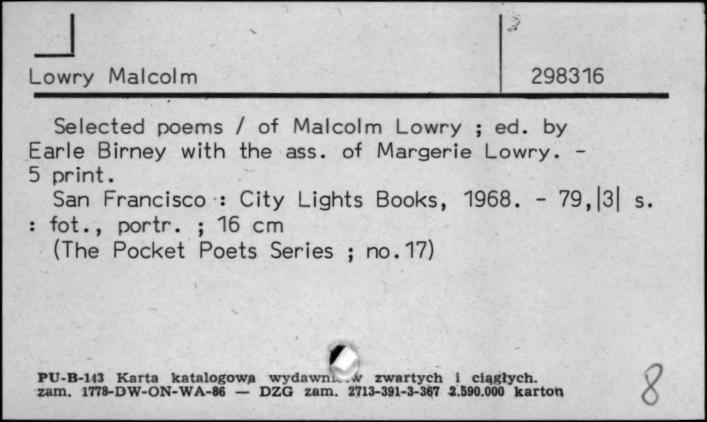 Lowry Malcolm 298316
Selected poems / of Malcolm Lowry ; ed. by
Earle Birney with the ass. of Margerie Lowry. -
5 print.
San Francisco : City Lights Books, 1968. - 79,|3| s.
: fot., portr. ; 16 cm
(The Pocket Poets Series ; no.17)
PU-B-143 Karta katalogowa zwartych i ciągłych.
zam. 1778-DW-ON-WA-86 — DZG zam. 2713-391-3-367 2.590.000 karton
8